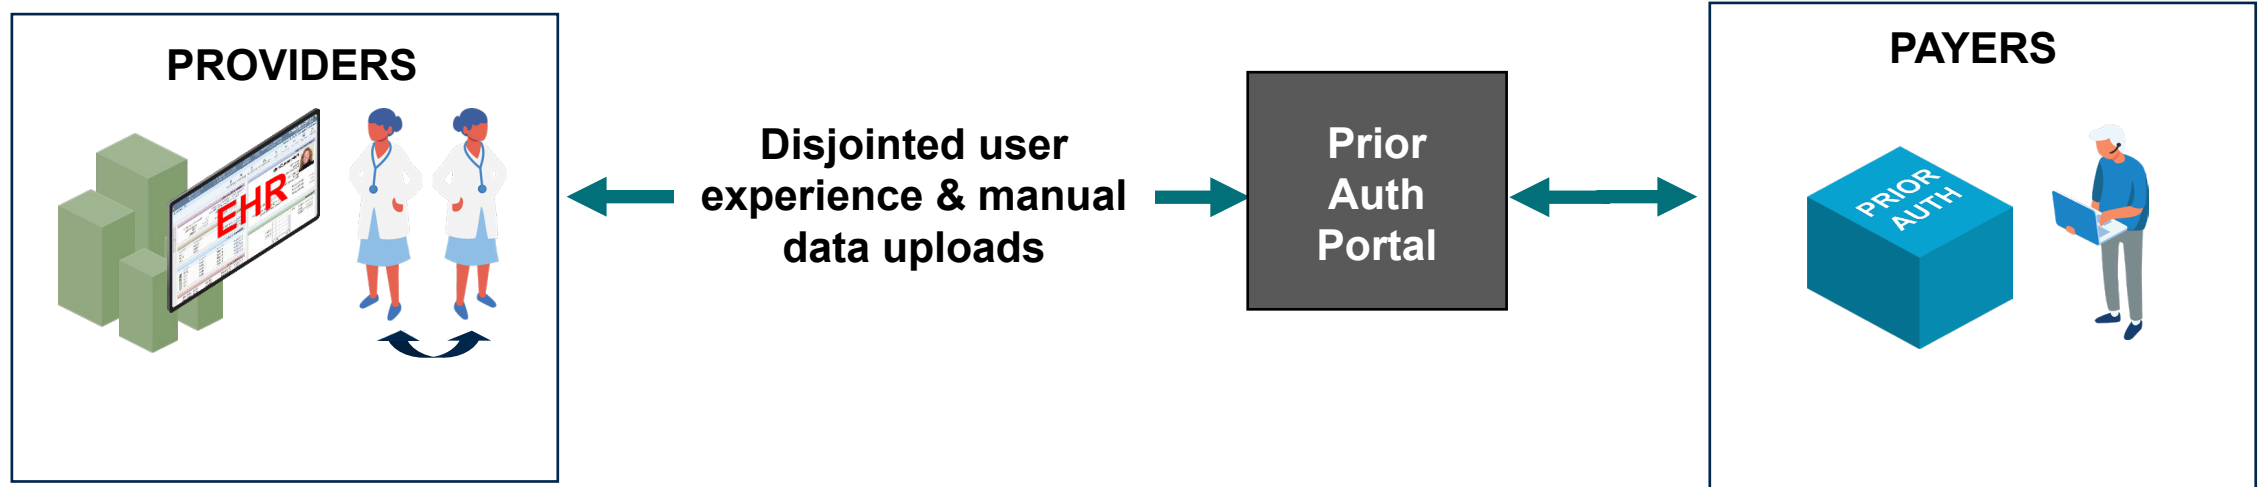 PROVIDERS
EHR
Disjointed user
experience & manual
data uploads
Prior
Auth
Portal
PAYERS
PRIOR
AUTH